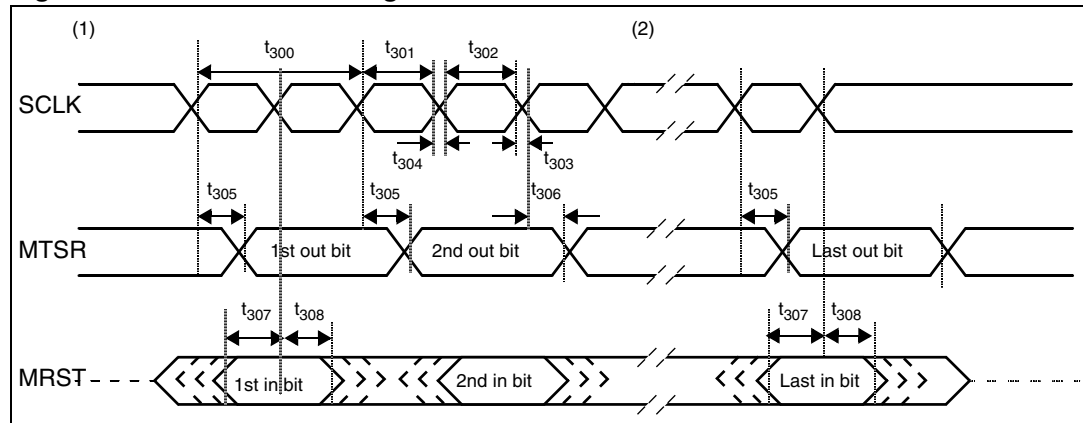 (1) (2)
t300 t301 t302
SCLK
t304 t303
t305 t305 t306 t305
MTSR 1st out bit 2nd out bit Last out bit
t307 t308 t307 t308
MRST 1st in bit 2nd in bit Last in bit